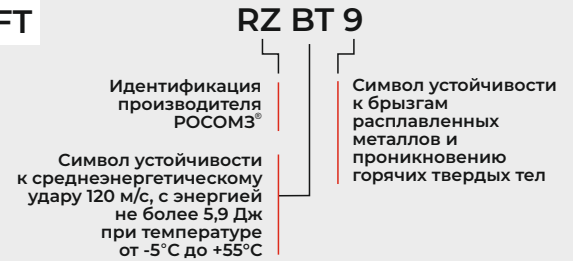 FT
RZ BT 9
Идентификация
производителя
РОСОМЗ®
Символ устойчивости
к среднеэнергетическому
удару 120 м/с, с энергией
не более 5,9 Дж
при температуре
от -5°С до +55°С
Символ устойчивости
к брызгам
расплавленных
металлов и
проникновению
горячих твердых тел